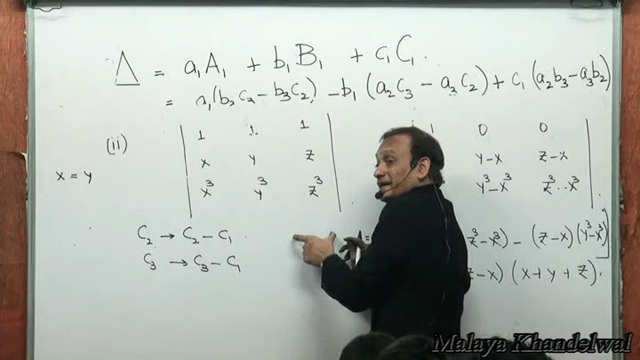 Δ = a₁A₁ + b₁B₁ + c₁C₁.
= a₁(b₂c₃ − b₃c₂) − b₁(a₂c₃ − a₃c₂) + c₁(a₂b₃ − a₃b₂)
(ii) | 1 1 1 | 0 0 |
x = y | x y z | y−x z−x |
| x³ y³ z³ | y³−x³ z³−x³ |
C₂ → C₂ − C₁ z³−x³) − (z−x)(y³−x³)]
C₃ → C₃ − C₁ z−x)(x+y+z).
Malaya Khandelwal